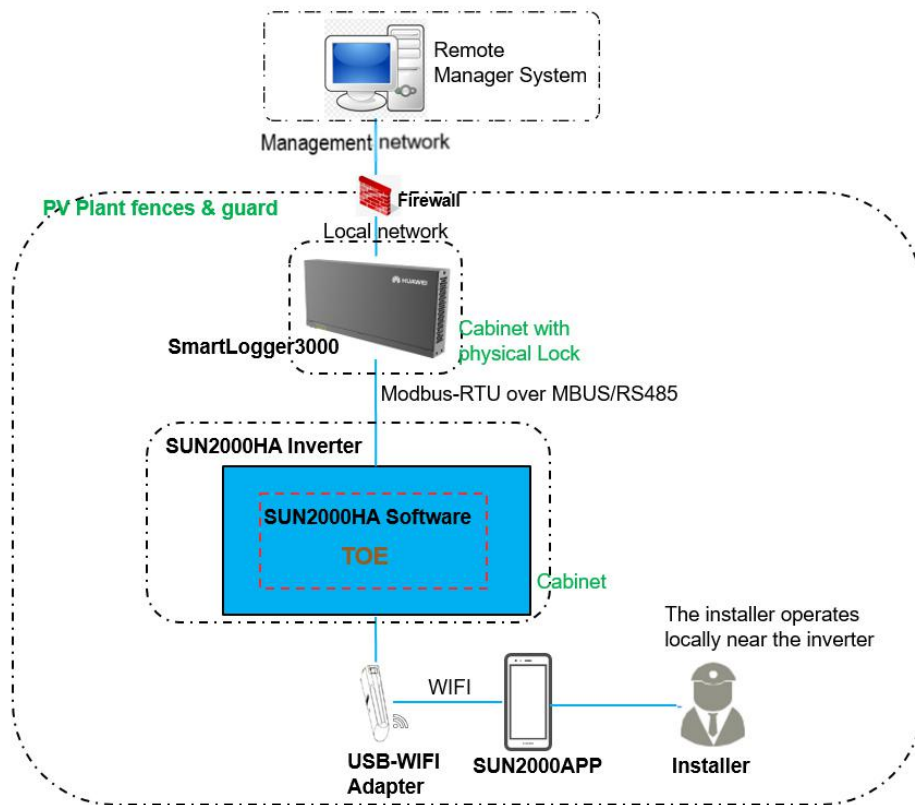 Remote
Manager System
Management network
PV Plant fences & guard
Firewall
Local network
HUAWEI
SmartLogger3000
Cabinet with
physical Lock
Modbus-RTU over MBUS/RS485
SUN2000HA Inverter
SUN2000HA Software
TOE
Cabinet
The installer operates
locally near the inverter
WIFI
USB-WIFI
Adapter
SUN2000APP
Installer